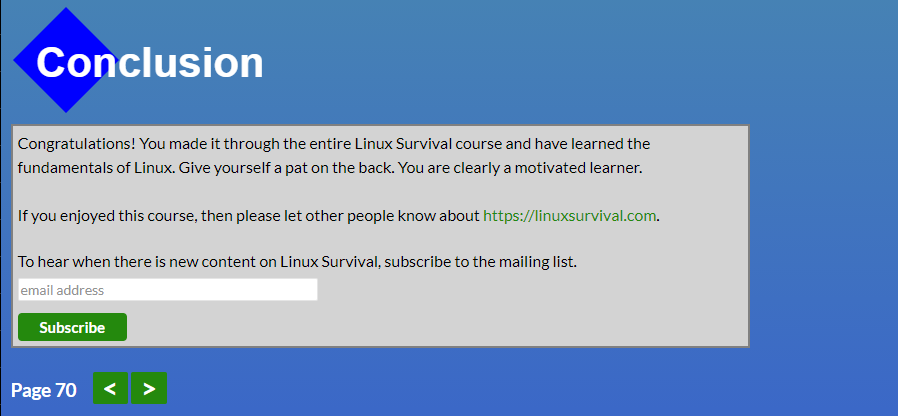 Conclusion
Congratulations! You made it through the entire Linux Survival course and have learned the
fundamentals of Linux. Give yourself a pat on the back. You are clearly a motivated learner.
If you enjoyed this course, then please let other people know about https://linuxsurvival.com.
To hear when there is new content on Linux Survival, subscribe to the mailing list.
email address
Subscribe
Page 70 < >